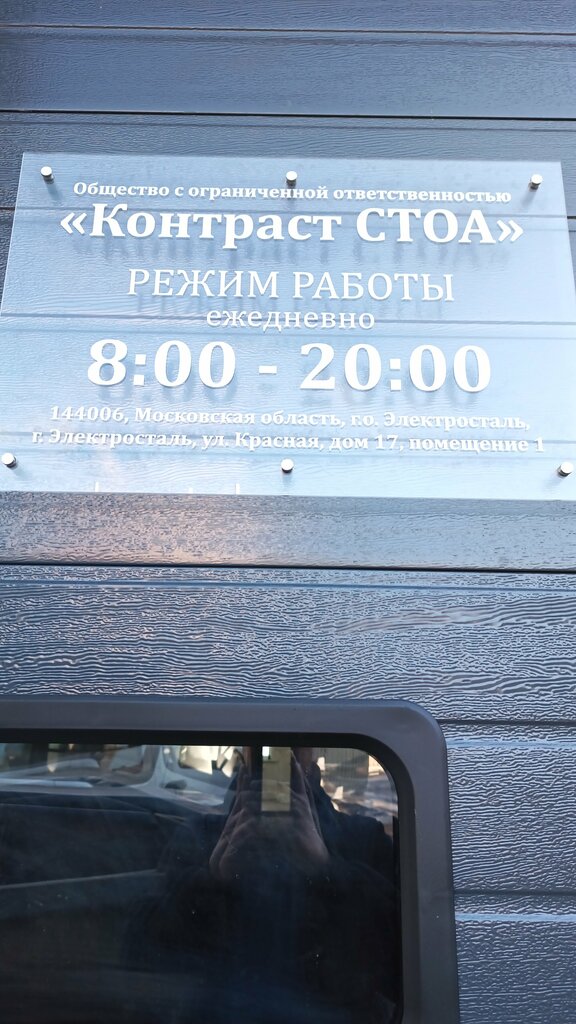 Общество с ограниченной ответственностью
«Контраст СТОА»
РЕЖИМ РАБОТЫ
ежедневно
8:00 - 20:00
144006, Московская область, г.о. Электросталь,
г. Электросталь, ул. Красная, дом 17, помещение 1